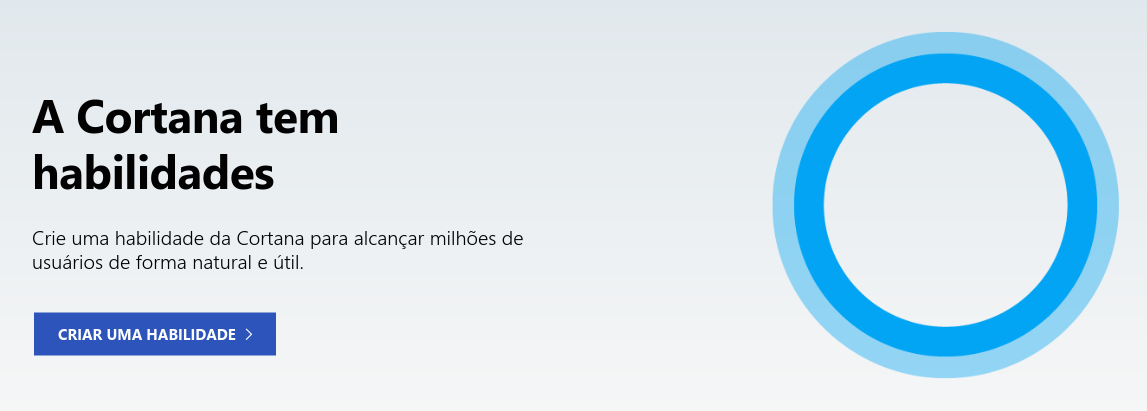 A Cortana tem
habilidades
Crie uma habilidade da Cortana para alcançar milhões de
usuários de forma natural e útil.
CRIAR UMA HABILIDADE